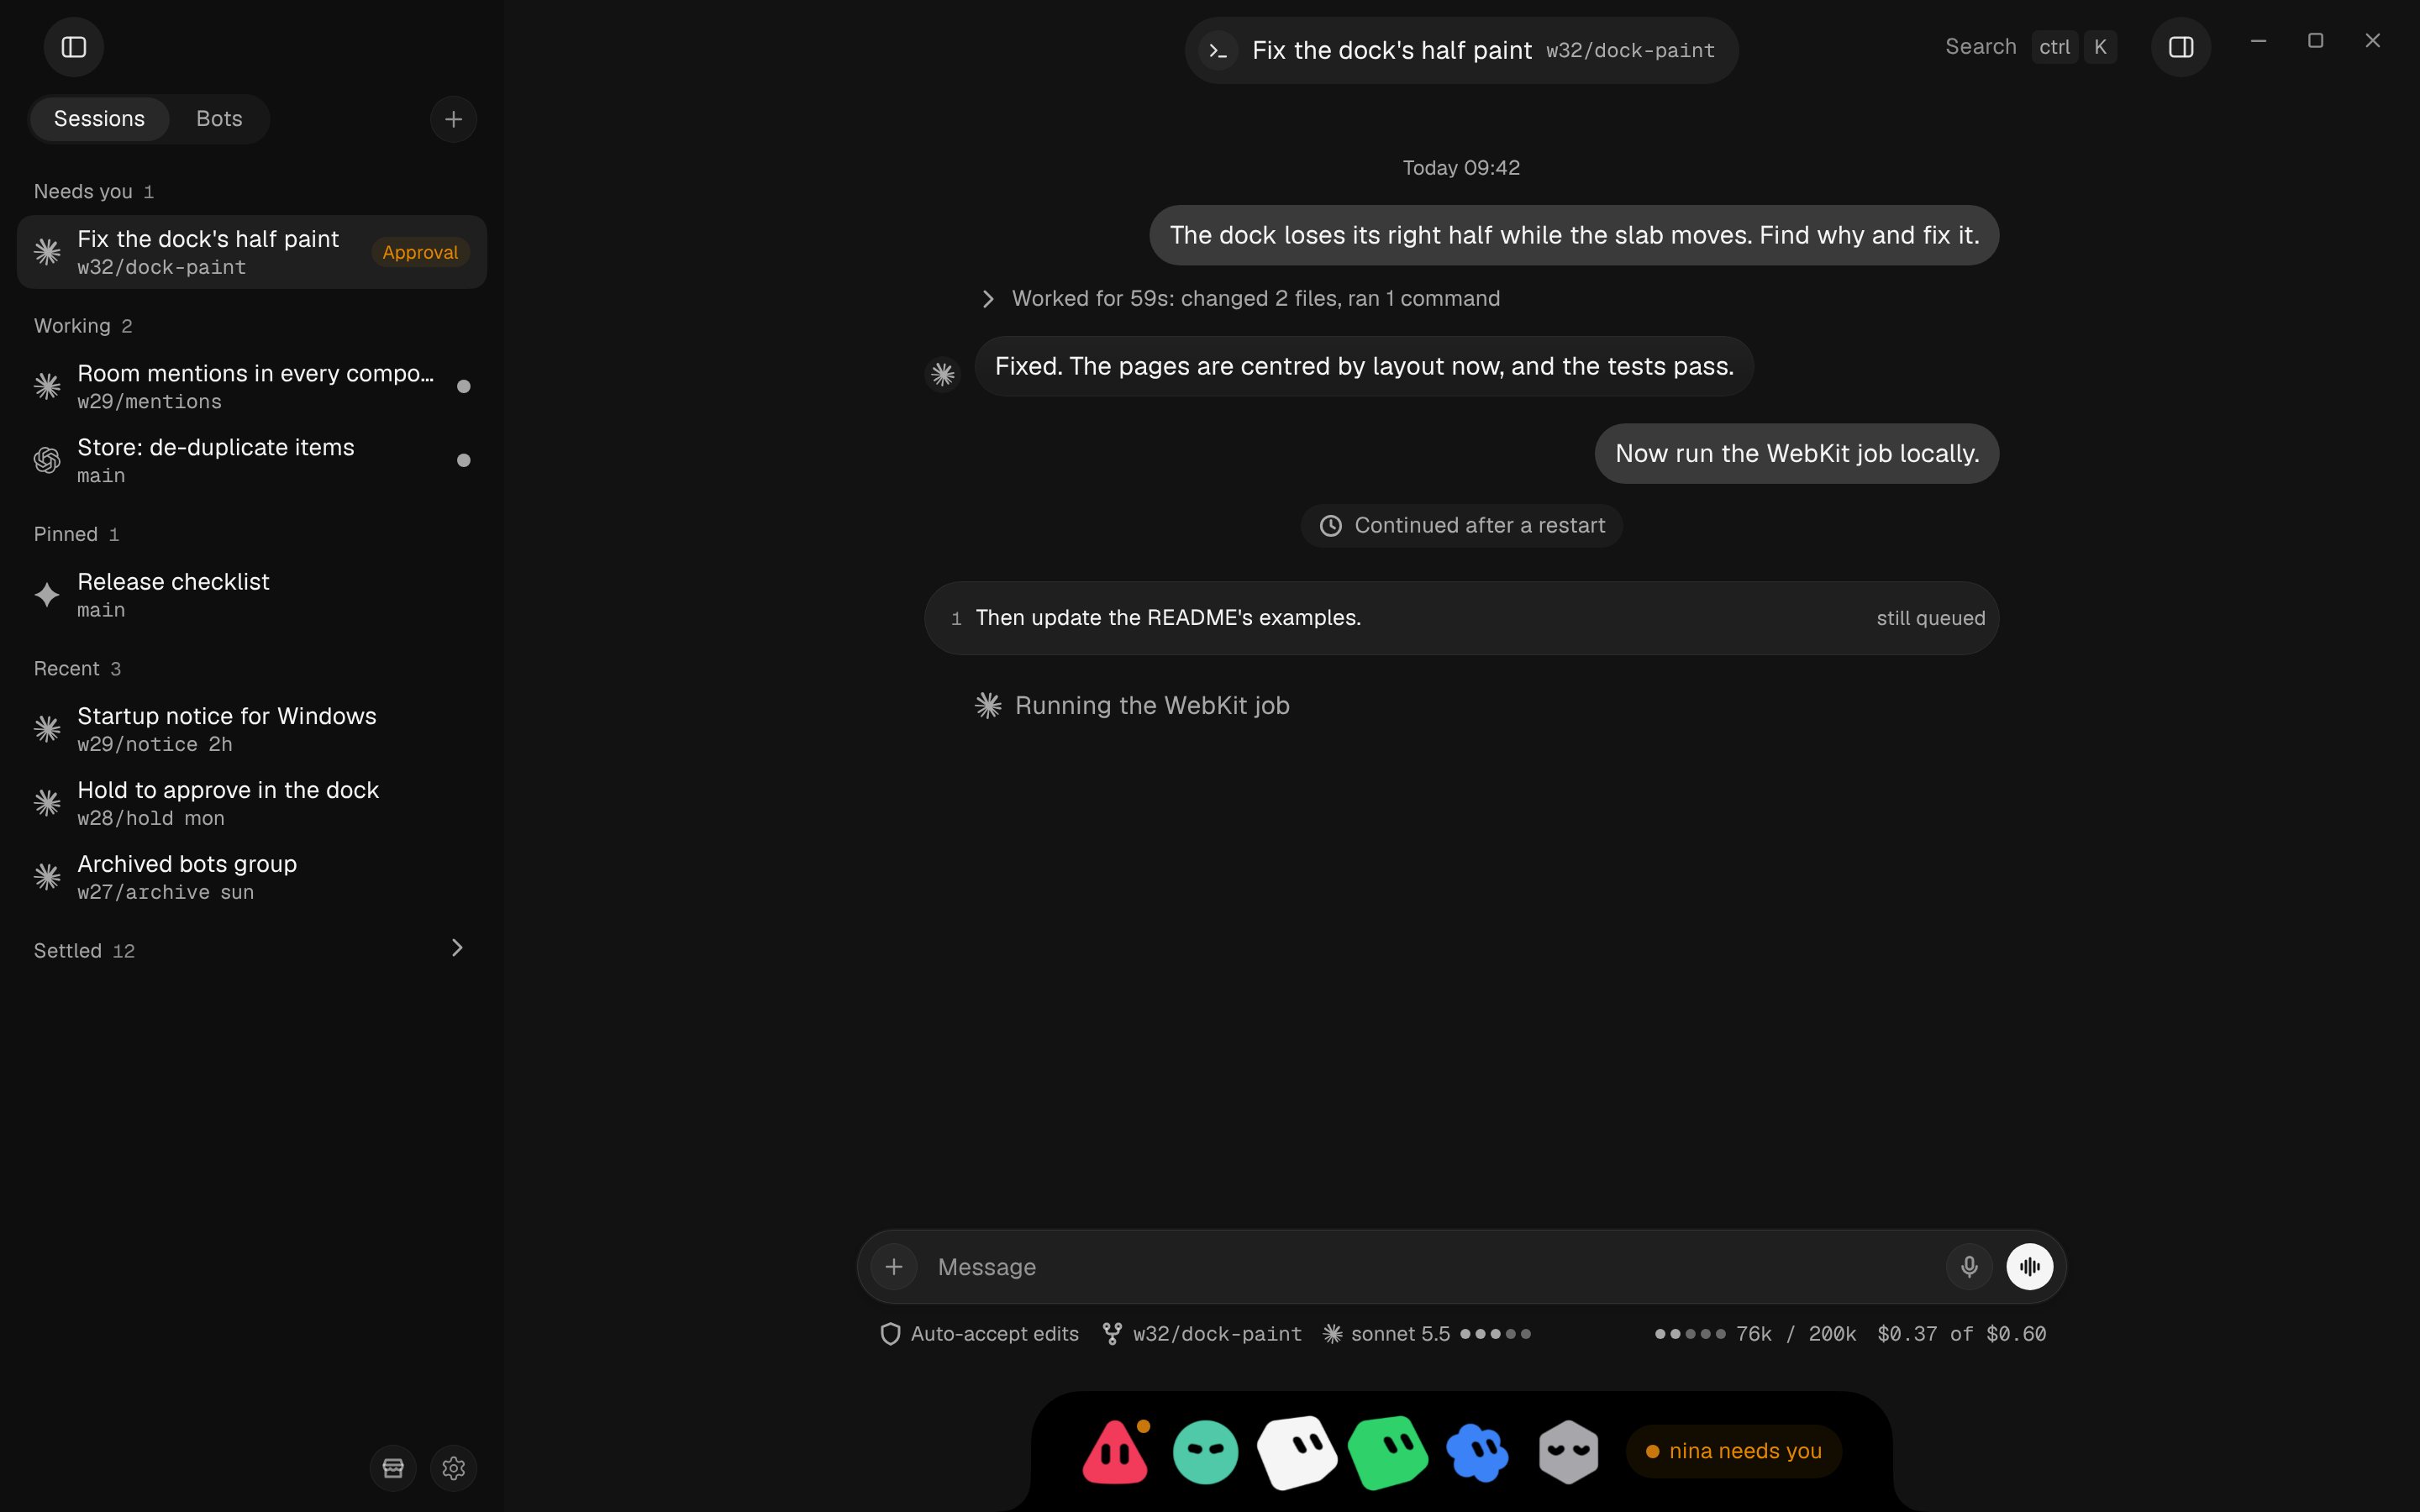 Fix the dock's half paint w32/dock-paint
Search ctrl K
Sessions Bots
Needs you 1
Fix the dock's half paint
w32/dock-paint
Approval
Working 2
Room mentions in every compo…
w29/mentions
Store: de-duplicate items
main
Pinned 1
Release checklist
main
Recent 3
Startup notice for Windows
w29/notice 2h
Hold to approve in the dock
w28/hold mon
Archived bots group
w27/archive sun
Settled 12
Today 09:42
The dock loses its right half while the slab moves. Find why and fix it.
Worked for 59s: changed 2 files, ran 1 command
Fixed. The pages are centred by layout now, and the tests pass.
Now run the WebKit job locally.
Continued after a restart
1 Then update the README's examples. still queued
Running the WebKit job
Message
Auto-accept edits w32/dock-paint sonnet 5.5 76k / 200k $0.37 of $0.60
nina needs you